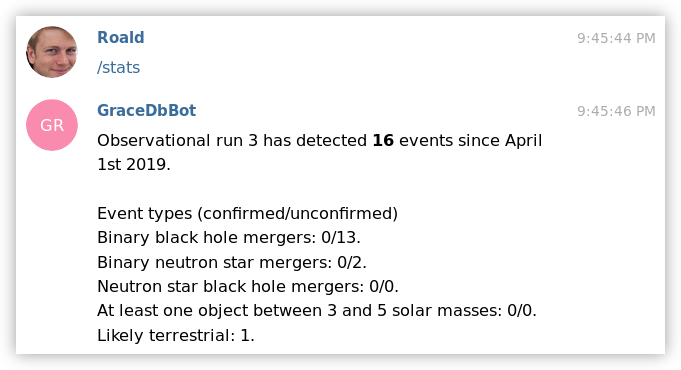 Roald 9:45:44 PM
/stats
GR GraceDbBot 9:45:46 PM
Observational run 3 has detected 16 events since April
1st 2019.
Event types (confirmed/unconfirmed)
Binary black hole mergers: 0/13.
Binary neutron star mergers: 0/2.
Neutron star black hole mergers: 0/0.
At least one object between 3 and 5 solar masses: 0/0.
Likely terrestrial: 1.